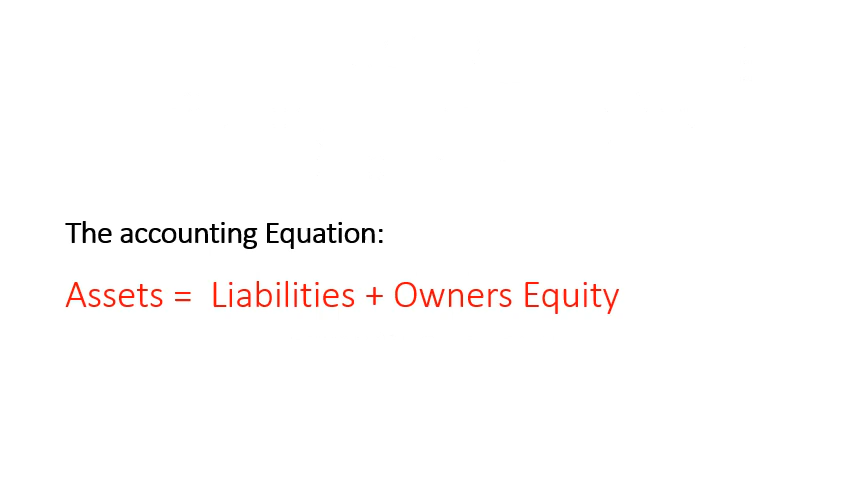 The accounting Equation:
Assets =  Liabilities + Owners Equity